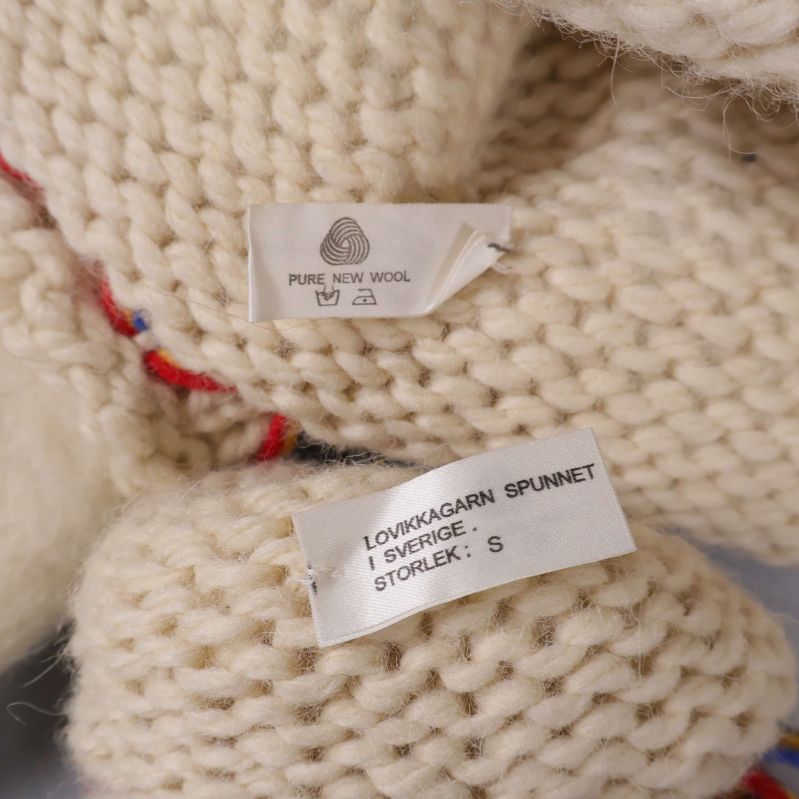 PURE NEW WOOL
LOVIKKAGARN SPUNNET
I SVERIGE.
STORLEK: S